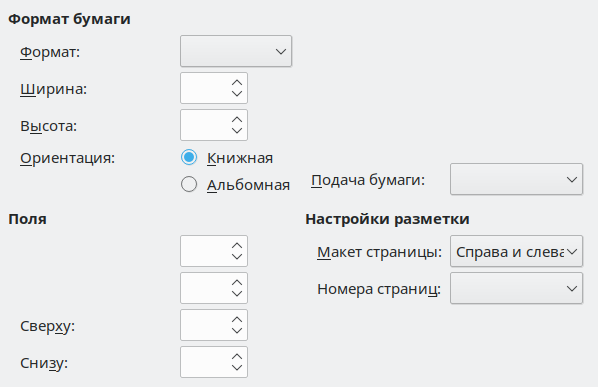 Формат бумаги
Формат:
Ширина:
Высота:
Ориентация: Книжная
Альбомная
Подача бумаги:
Поля
Настройки разметки
Макет страницы: Справа и слева
Номера страниц:
Сверху:
Снизу: